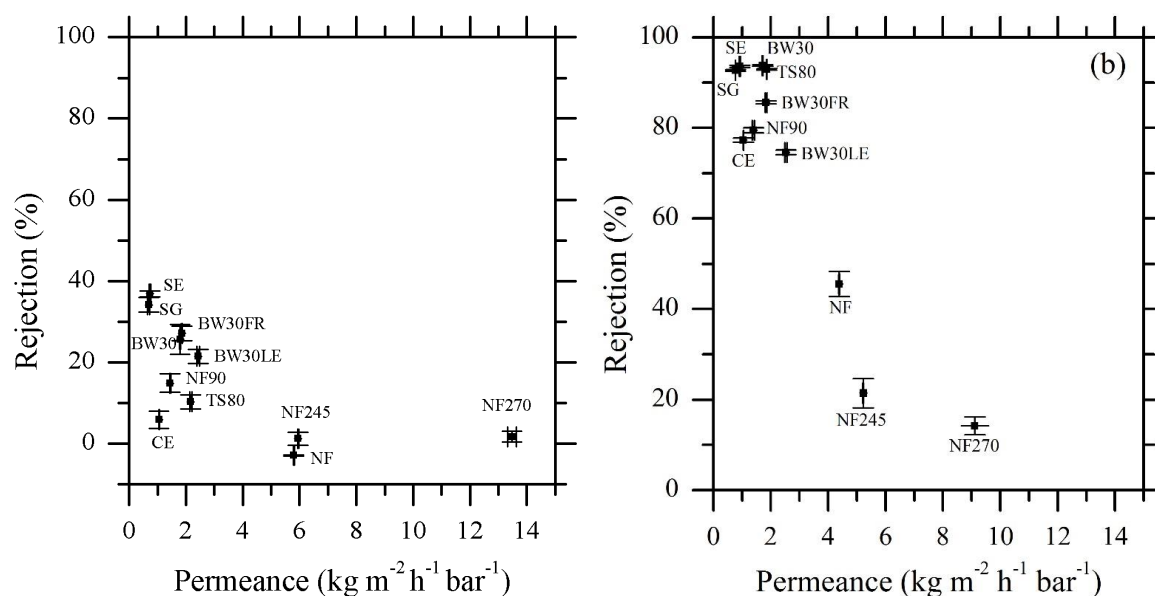 100
80
60
40
20
0
Rejection (%)
SE
SG
BW30FR
BW30
BW30LE
NF90
TS80
CE
NF245
NF
NF270
0 2 4 6 8 10 12 14
Permeance (kg m⁻² h⁻¹ bar⁻¹)
(b)
100
80
60
40
20
0
Rejection (%)
SE BW30
SG TS80
BW30FR
NF90
CE BW30LE
NF
NF245
NF270
0 2 4 6 8 10 12 14
Permeance (kg m⁻² h⁻¹ bar⁻¹)